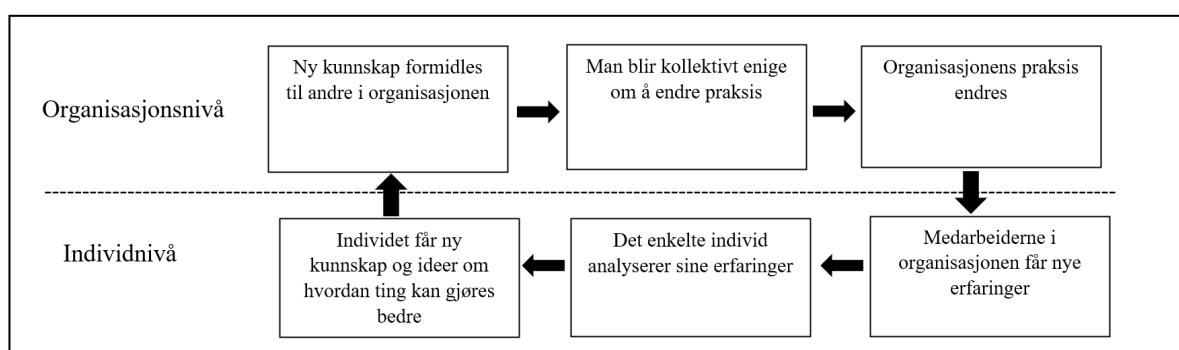 Organisasjonsnivå
Ny kunnskap formidles
til andre i organisasjonen
Man blir kollektivt enige
om å endre praksis
Organisasjonens praksis
endres
Individnivå
Individet får ny
kunnskap og ideer om
hvordan ting kan gjøres
bedre
Det enkelte individ
analyserer sine erfaringer
Medarbeiderne i
organisasjonen får nye
erfaringer